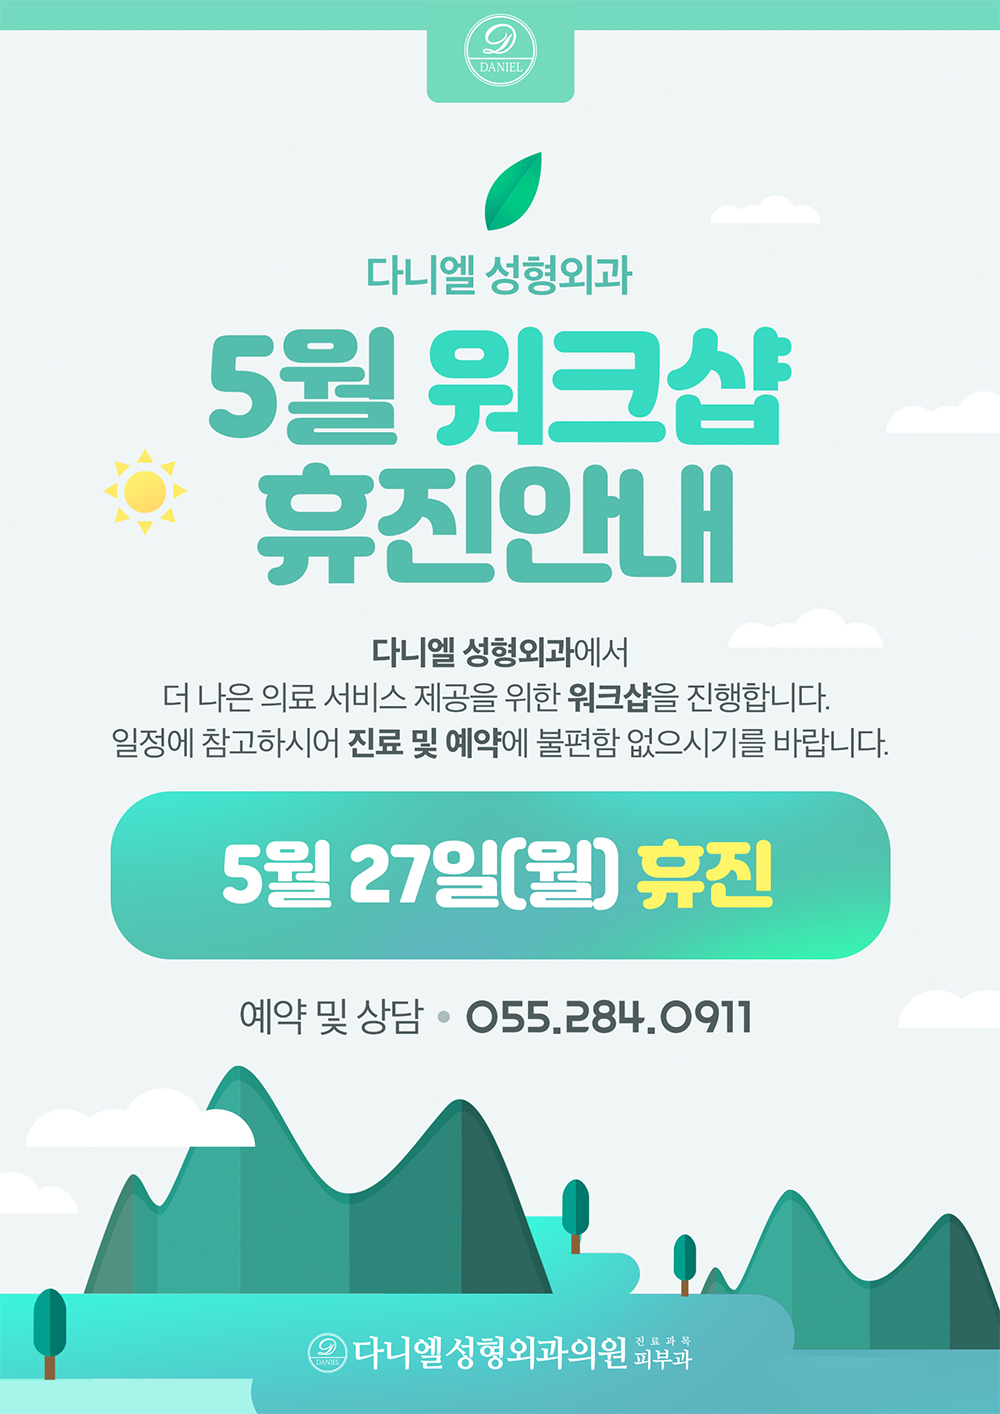 DANIEL
다니엘 성형외과
5월 워크샵
휴진안내
다니엘 성형외과에서
더 나은 의료 서비스 제공을 위한 워크샵을 진행합니다.
일정에 참고하시어 진료 및 예약에 불편함 없으시기를 바랍니다.
5월 27일(월) 휴진
예약 및 상담 • 055.284.0911
DANIEL 다니엘성형외과의원 진료과목
피부과